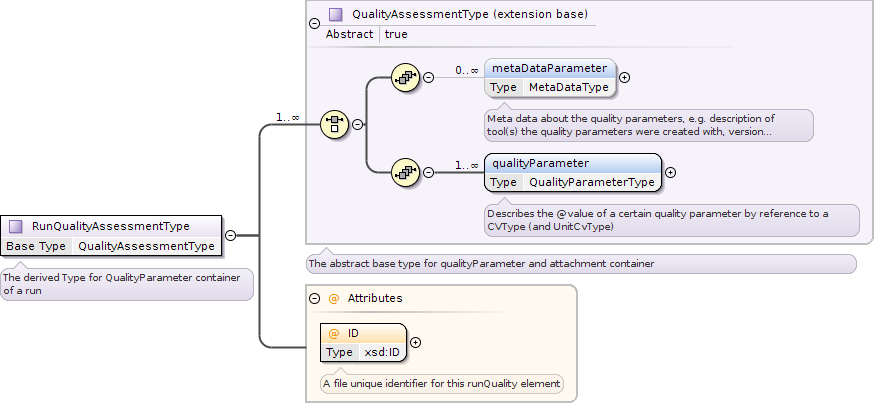 QualityAssessmentType (extension base)
Abstract true
0..∞
metaDataParameter
Type MetaDataType
Meta data about the quality parameters, e.g. description of
tool(s) the quality parameters were created with, version...
1..∞
1..∞
qualityParameter
Type QualityParameterType
Describes the @value of a certain quality parameter by reference to a
CVType (and UnitCvType)
RunQualityAssessmentType
Base Type QualityAssessmentType
The derived Type for QualityParameter container
of a run
The abstract base type for qualityParameter and attachment container
@ Attributes
@ ID
Type xsd:ID
A file unique identifier for this runQuality element